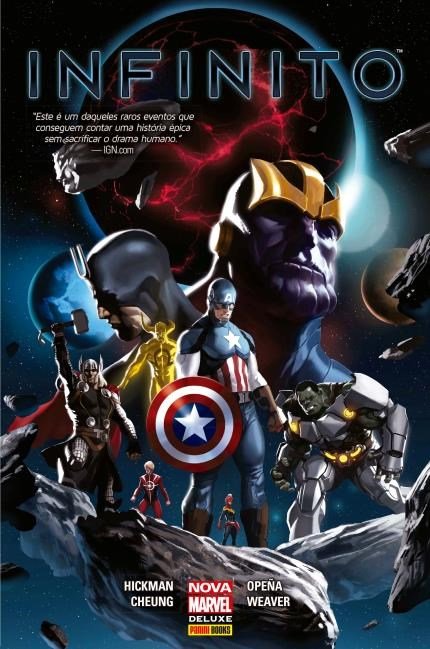 INFINITO™
"Este é um daqueles raros eventos que
conseguem contar uma história épica
sem sacrificar o drama humano."
— IGN.com
HICKMAN
CHEUNG
NOVA
MARVEL
DELUXE
PANINI BOOKS
OPEÑA
WEAVER